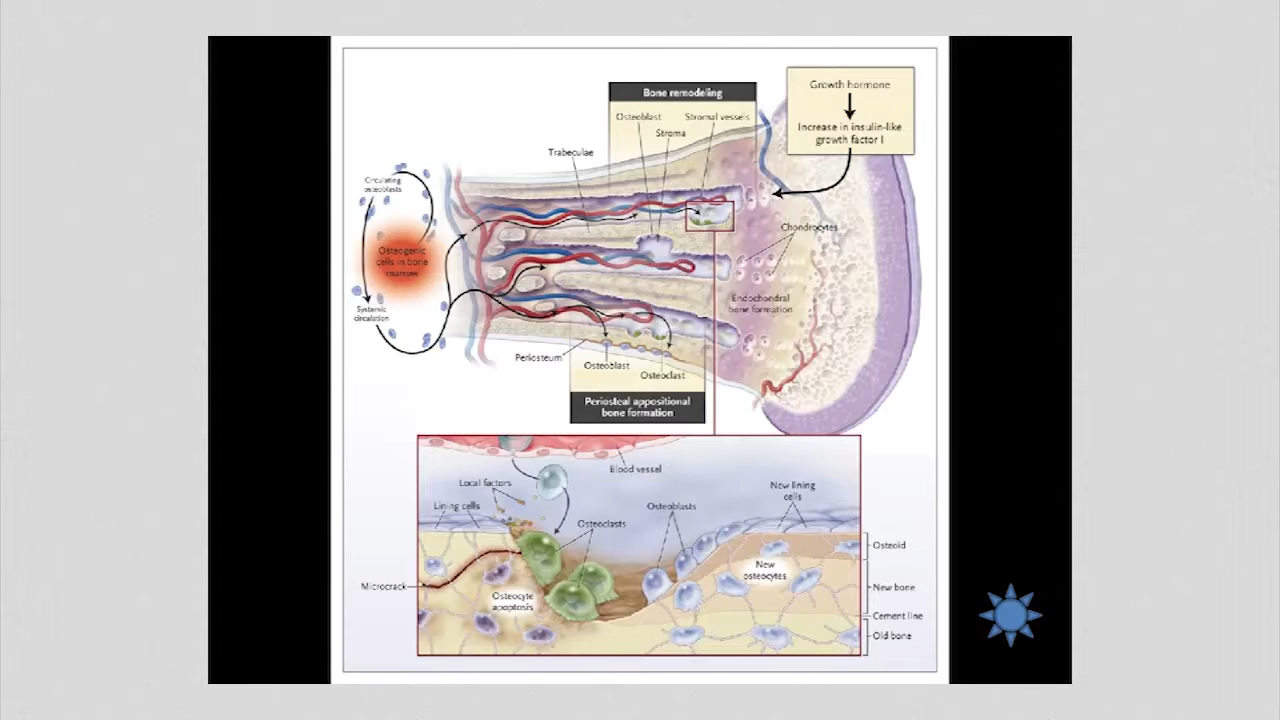 Growth hormone
Increase in insulin-like
growth factor I
Bone remodeling
Osteoblast
Stromal vessels
Stroma
Trabeculae
Circulating
osteoblasts
Osteogenic
cells in bone
marrow
Systemic
circulation
Chondrocytes
Endochondral
bone formation
Periosteum
Osteoblast
Osteoclast
Periosteal appositional
bone formation
Blood vessel
Local factors
Lining cells
Osteoclasts
Osteoblasts
New lining
cells
Microcrack
Osteocyte
apoptosis
New
osteocytes
Osteoid
New bone
Cement line
Old bone